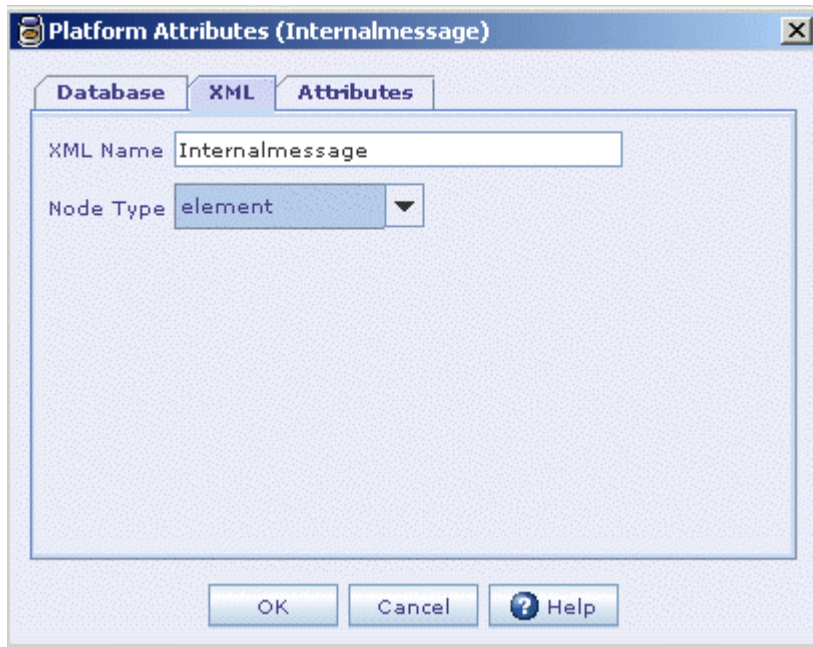 Platform Attributes (Internalmessage)
Database XML Attributes
XML Name Internalmessage
Node Type element
OK Cancel Help